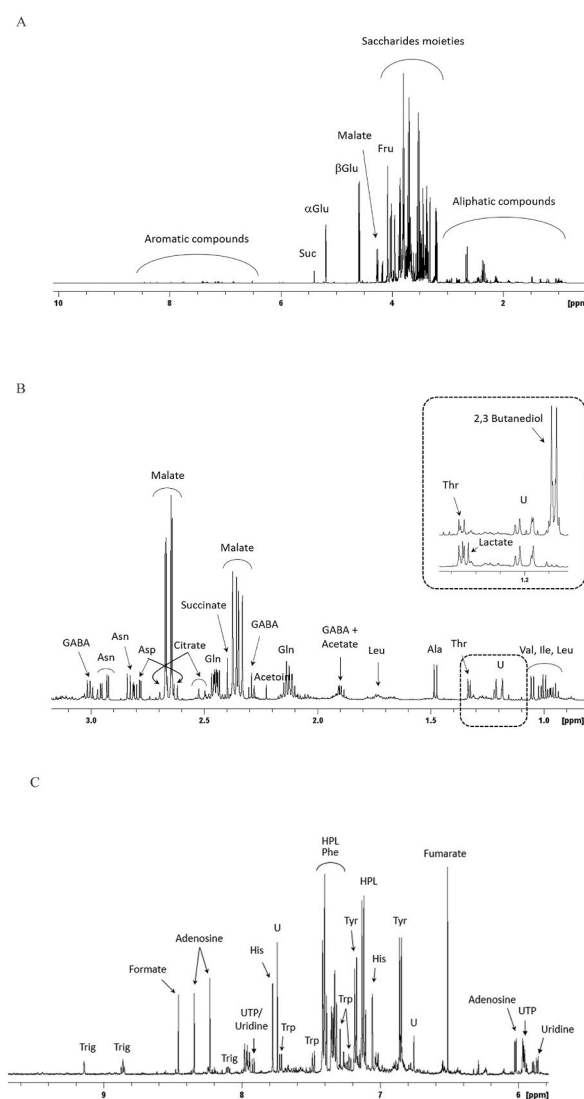 A
Saccharides moieties
Malate
Fru
βGlu
αGlu
Aliphatic compounds
Aromatic compounds
Suc
10 8 6 4 2 [ppm]
B
2,3 Butanediol
Thr
U
Lactate
1.2
Malate
Malate
Succinate
GABA
Asn
Asp
Citrate
GABA
Asn
Gln
Acetoin
Gln
GABA +
Acetate
Leu
Ala
Thr
U
Val, Ile, Leu
3.0 2.5 2.0 1.5 1.0 [ppm]
C
HPL
Phe
Fumarate
HPL
U
Adenosine
His
Tyr
Tyr
Formate
His
UTP/
Uridine
Trp
Trp
Adenosine
UTP
Trig
Trig
Trig
Trp
U
Uridine
9 8 7 6 [ppm]